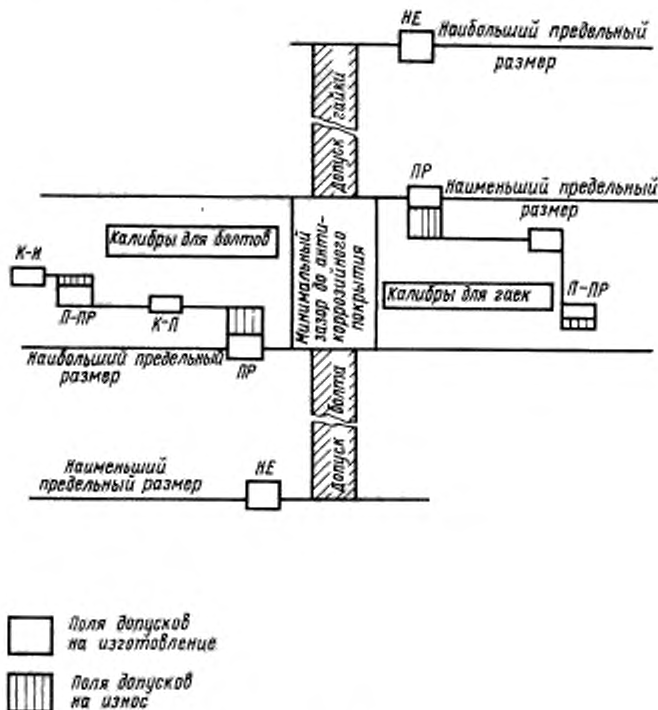 НЕ
Наибольший предельный
размер
Допуск гайки
ПР
Наименьший предельный
размер
Калибры для болтов
Минимальный
зазор до анти-
коррозийного
покрытия
К-И
П-ПР
К-П
Калибры для гаек
П-ПР
Наибольший предельный
размер
ПР
Допуск болта
Наименьший
предельный размер
НЕ
Поля допусков
на изготовление
Поля допусков
на износ